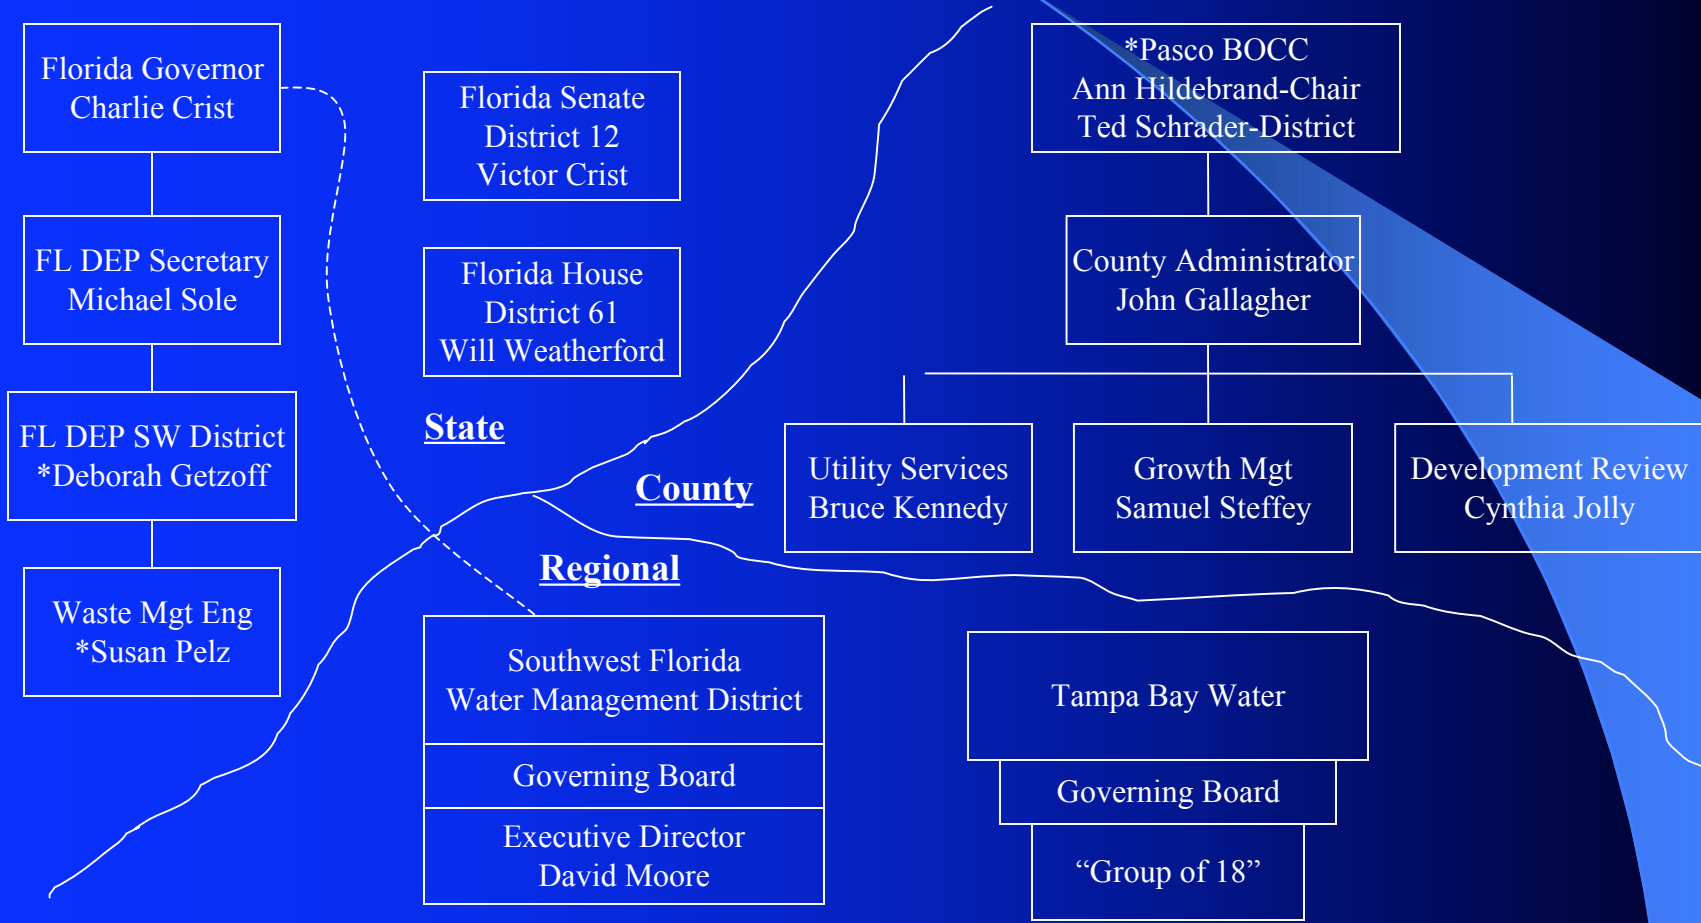 Florida Governor
Charlie Crist
FL DEP Secretary
Michael Sole
FL DEP SW District
*Deborah Getzoff
Waste Mgt Eng
*Susan Pelz
Florida Senate
District 12
Victor Crist
Florida House
District 61
Will Weatherford
State
*Pasco BOCC
Ann Hildebrand-Chair
Ted Schrader-District
County Administrator
John Gallagher
County
Utility Services
Bruce Kennedy
Growth Mgt
Samuel Steffey
Development Review
Cynthia Jolly
Regional
Southwest Florida
Water Management District
Governing Board
Executive Director
David Moore
Tampa Bay Water
Governing Board
“Group of 18”